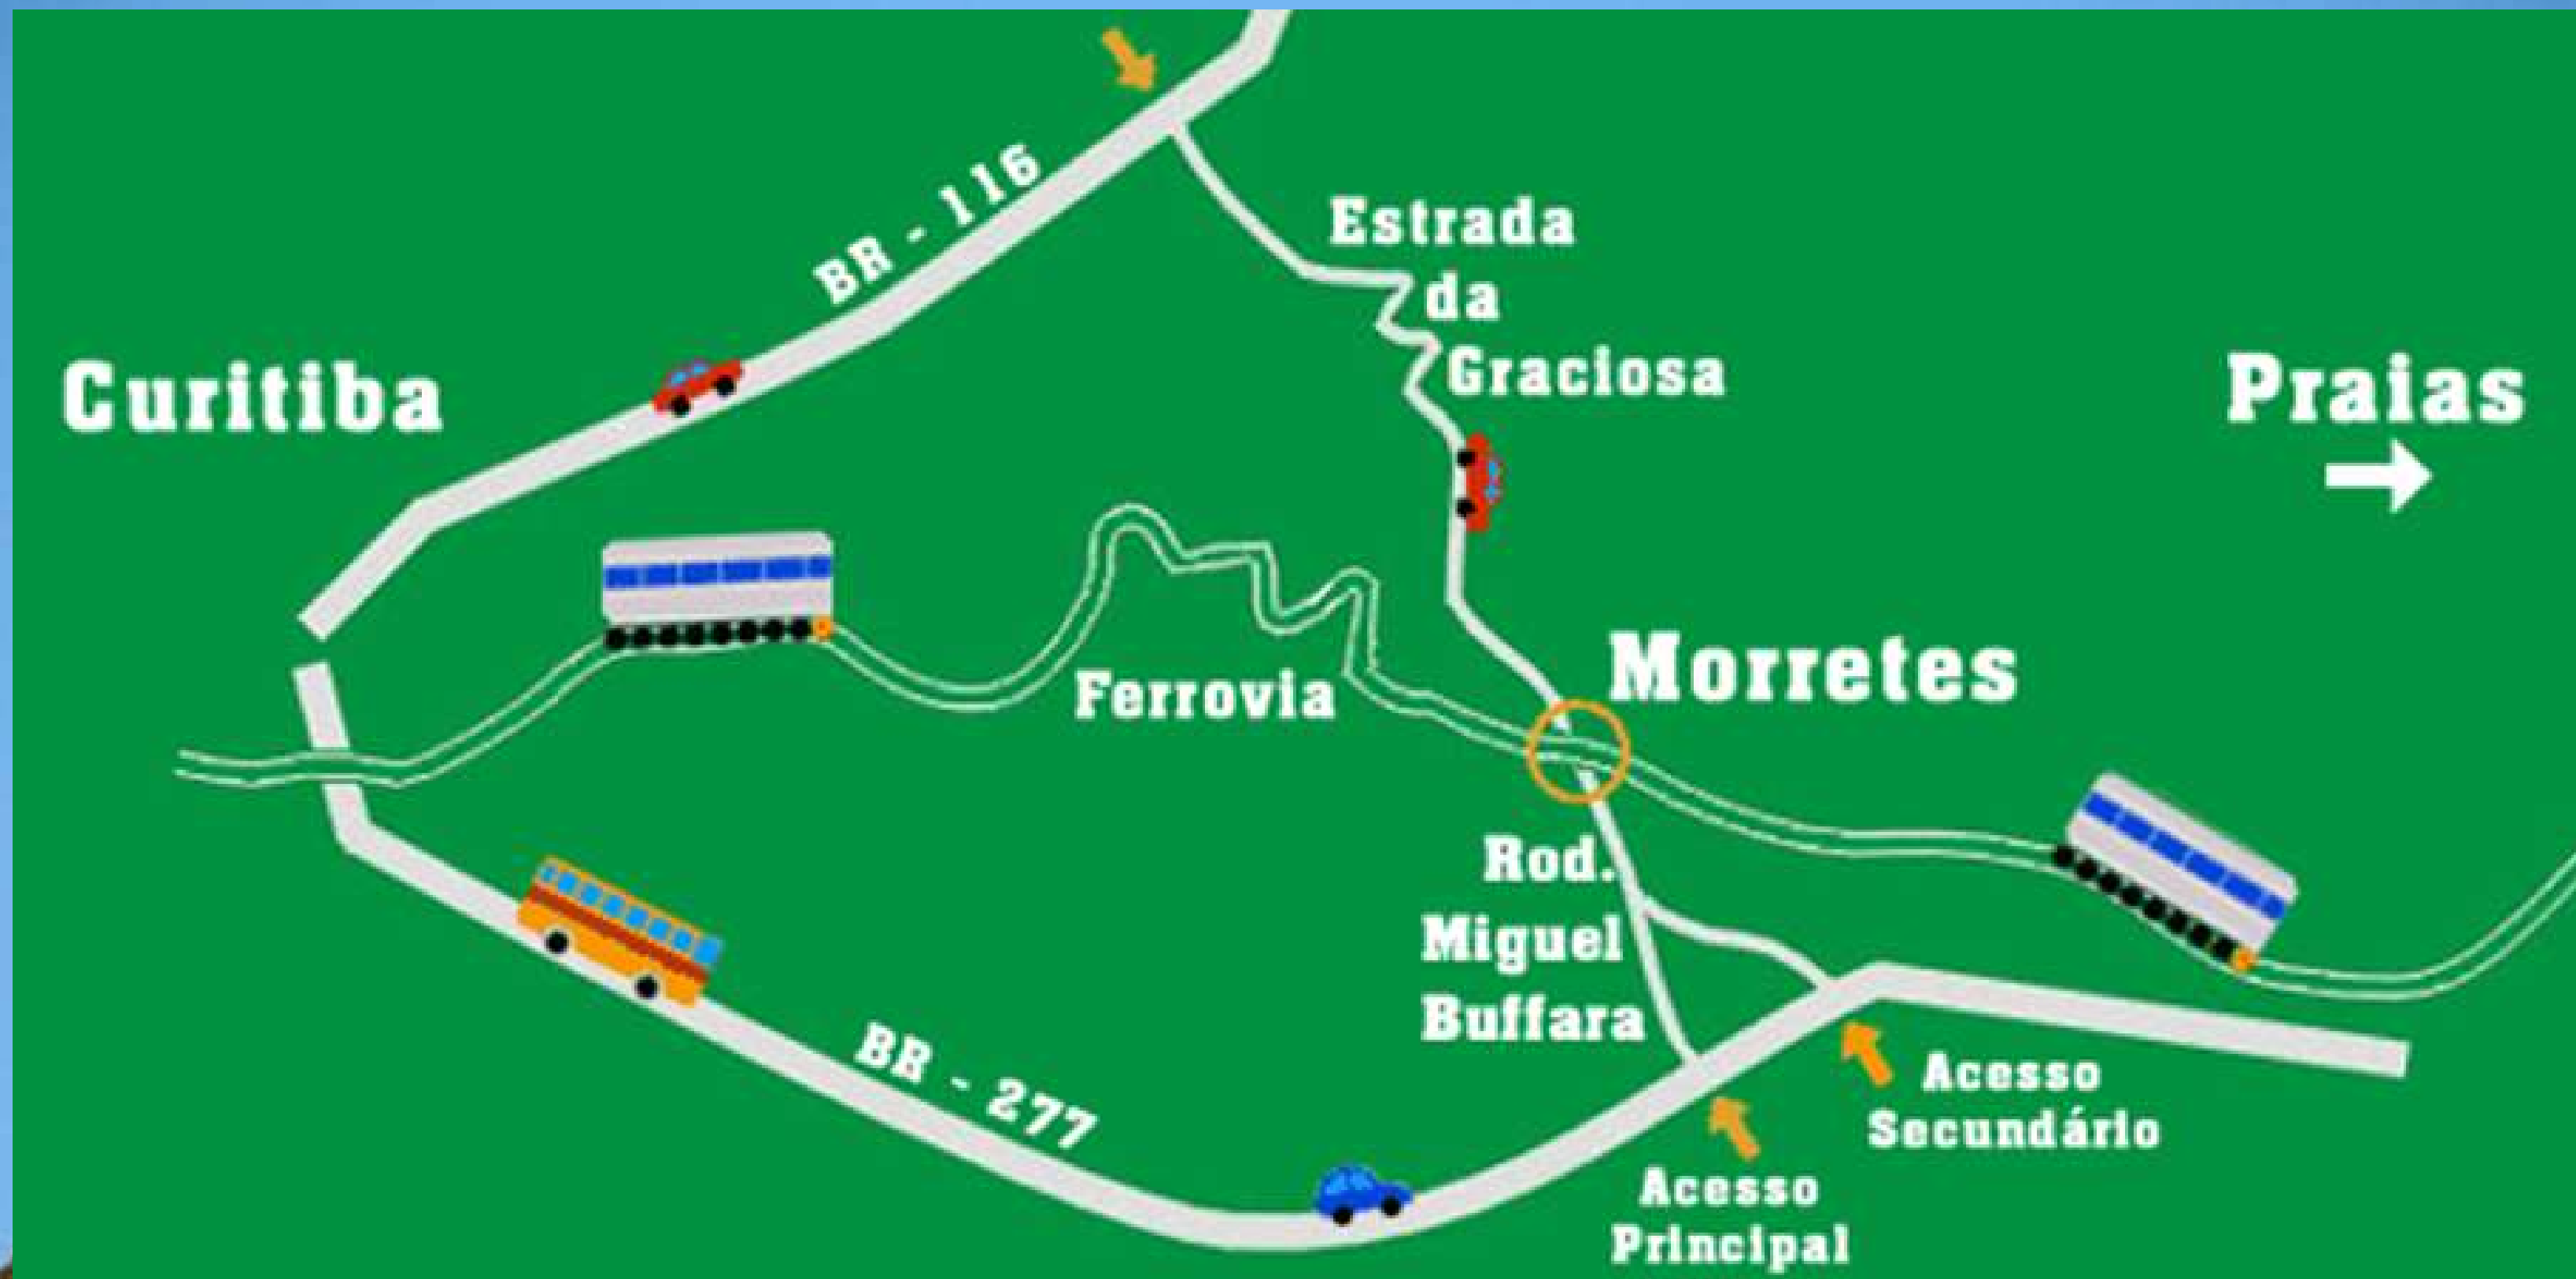 BR - 116
Estrada
da
Graciosa
Curitiba
Praias
Ferrovia
Morretes
Rod.
Miguel
Buffara
BR - 277
Acesso
Secundário
Acesso
Principal